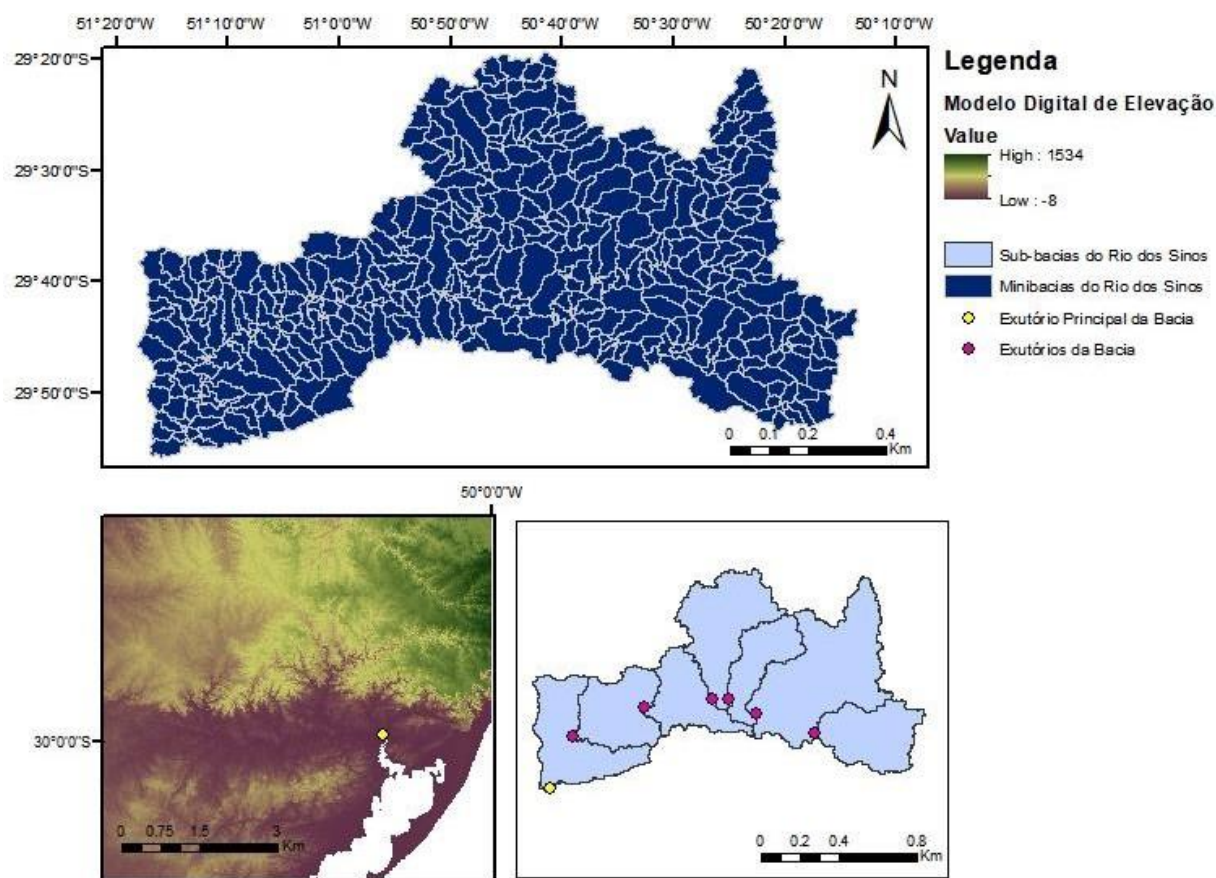 51°20'0"W 51°10'0"W 51°0'0"W 50°50'0"W 50°40'0"W 50°30'0"W 50°20'0"W 50°10'0"W
29°20'0"S
29°30'0"S
29°40'0"S
29°50'0"S
N
0 0.1 0.2 0.4
Km
Legenda
Modelo Digital de Elevação
Value
High : 1534
Low : -8
Sub-bacias do Rio dos Sinos
Minibacias do Rio dos Sinos
Exutório Principal da Bacia
Exutórios da Bacia
50°0'0"W
30°0'0"S
0 0.75 1.5 3
Km
0 0.2 0.4 0.8
Km